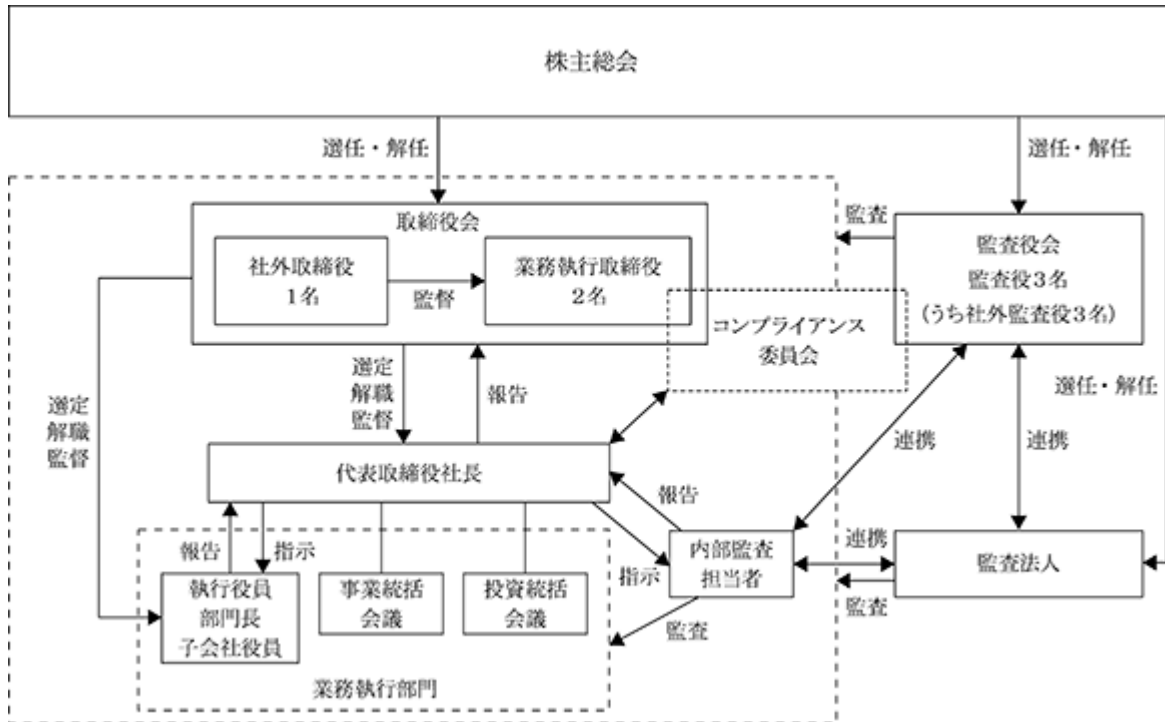 株主総会
選任・解任
選任・解任
取締役会
監査
社外取締役
1名
監督
業務執行取締役
2名
監査役会
監査役3名
(うち社外監査役3名)
コンプライアンス
委員会
選定
解職
監督
選定
解職
監督
報告
選任・解任
連携
連携
代表取締役社長
報告
報告
指示
指示
内部監査
担当者
連携
監査
監査法人
執行役員
部門長
子会社役員
事業統括
会議
投資統括
会議
監査
業務執行部門